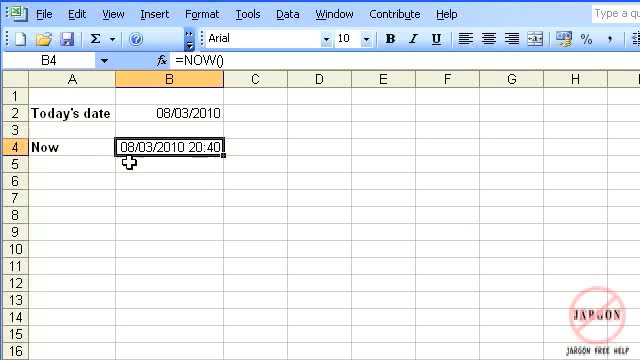 File Edit View Insert Format Tools Data Window Contribute Help
Type a qu
Σ Arial 10 B I U % ,
B4 fx =NOW()
A B C D E F G H
1
2 Today's date 08/03/2010
3
4 Now 08/03/2010 20:40
5
6
7
8
9
10
11
12
13
14
15
16
JARGON
JARGON FREE HELP